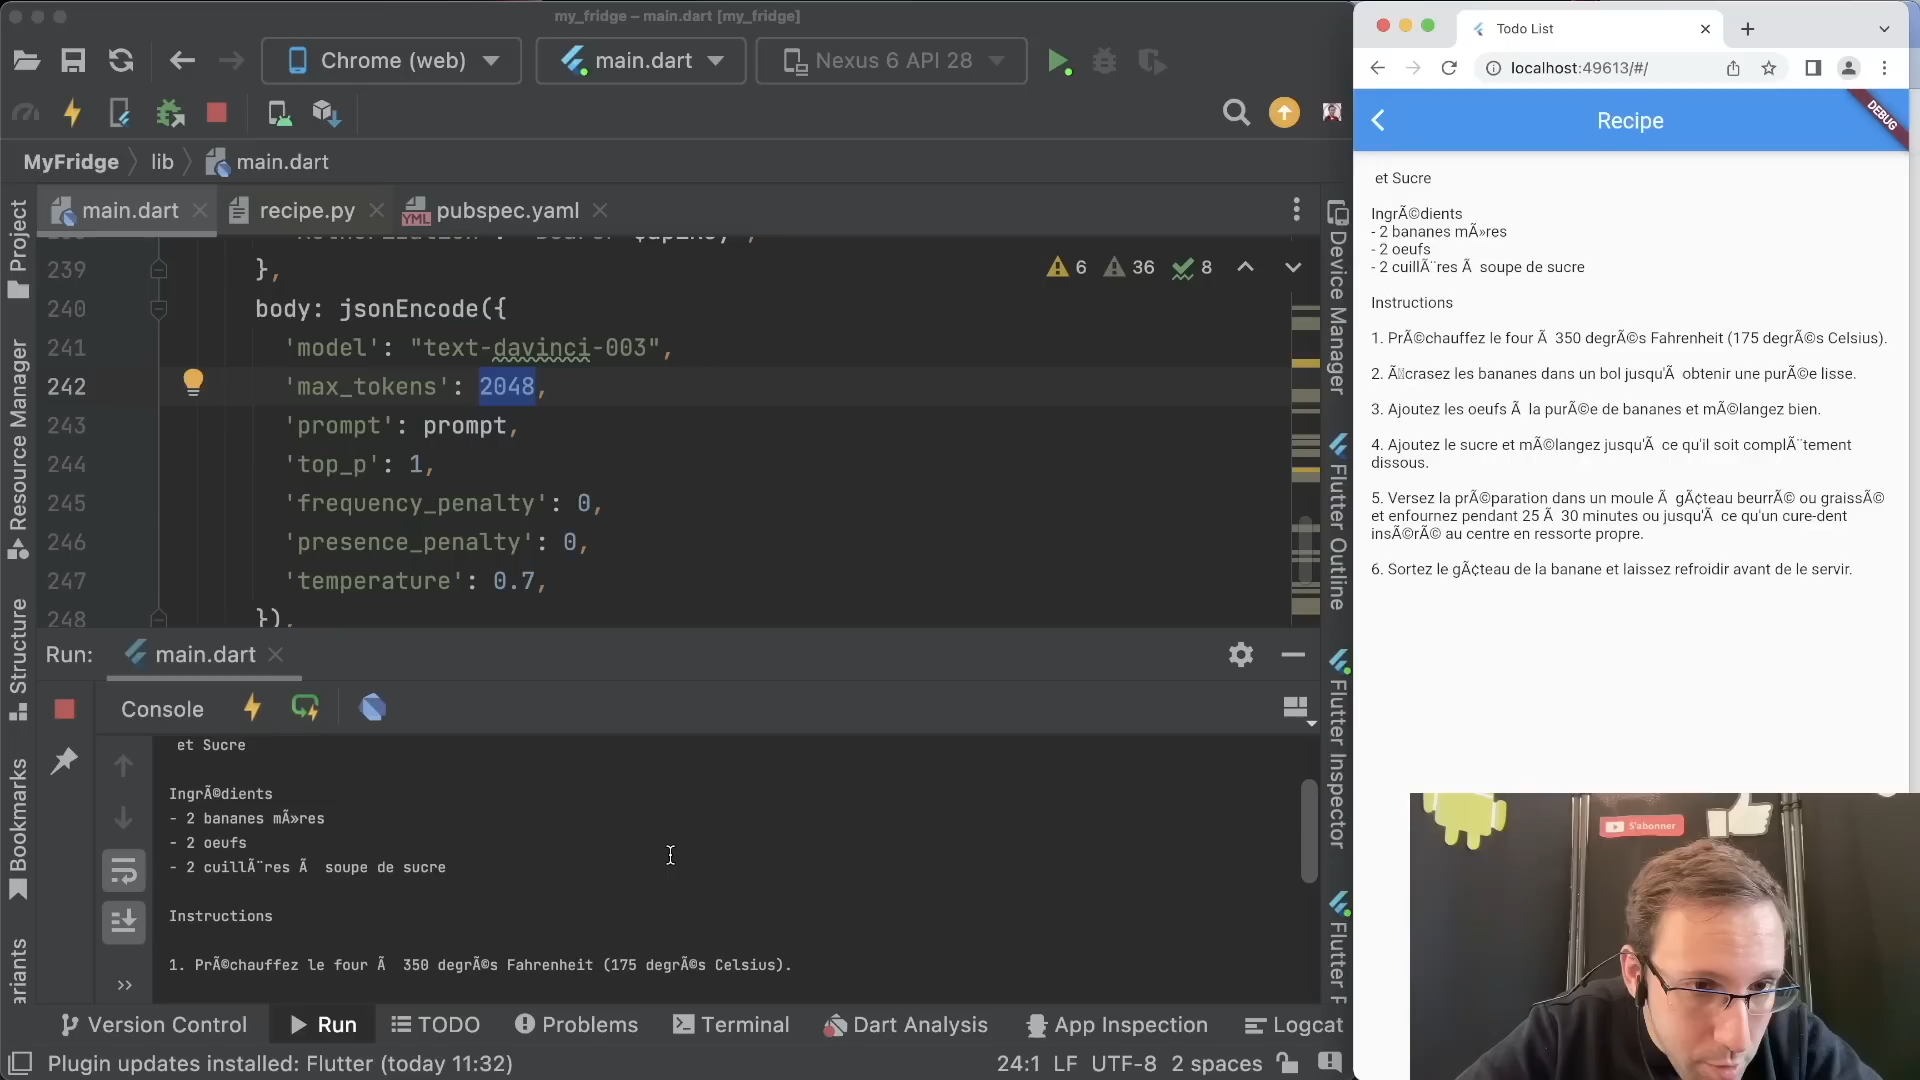 my_fridge – main.dart [my_fridge]
Chrome (web)
main.dart
Nexus 6 API 28
MyFridge
lib
main.dart
main.dart
recipe.py
pubspec.yaml
6
36
8
239 },
240 body: jsonEncode({
241 'model': "text-davinci-003",
242 'max_tokens': 2048,
243 'prompt': prompt,
244 'top_p': 1,
245 'frequency_penalty': 0,
246 'presence_penalty': 0,
247 'temperature': 0.7,
248 }),
Project
Resource Manager
Structure
Bookmarks
Device Manager
Flutter Outline
Flutter Inspector
Run:
main.dart
Console
et Sucre
IngrÃ©dients
- 2 bananes mÃ»res
- 2 oeufs
- 2 cuillÃ¨res Ã  soupe de sucre
Instructions
1. PrÃ©chauffez le four Ã  350 degrÃ©s Fahrenheit (175 degrÃ©s Celsius).
Version Control
Run
TODO
Problems
Terminal
Dart Analysis
App Inspection
Logcat
Plugin updates installed: Flutter (today 11:32)
24:1
LF
UTF-8
2 spaces
Todo List
localhost:49613/#/
Recipe
DEBUG
et Sucre
IngrÃ©dients
- 2 bananes mÃ»res
- 2 oeufs
- 2 cuillÃ¨res Ã  soupe de sucre
Instructions
1. PrÃ©chauffez le four Ã  350 degrÃ©s Fahrenheit (175 degrÃ©s Celsius).
2. Ãcrasez les bananes dans un bol jusqu'Ã  obtenir une purÃ©e lisse.
3. Ajoutez les oeufs Ã  la purÃ©e de bananes et mÃ©langez bien.
4. Ajoutez le sucre et mÃ©langez jusqu'Ã  ce qu'il soit complÃ¨tement
dissous.
5. Versez la prÃ©paration dans un moule Ã  gÃ¢teau beurrÃ© ou graissÃ©
et enfournez pendant 25 Ã  30 minutes ou jusqu'Ã  ce qu'un cure-dent
insÃ©rÃ© au centre en ressorte propre.
6. Sortez le gÃ¢teau de la banane et laissez refroidir avant de le servir.
S'abonner